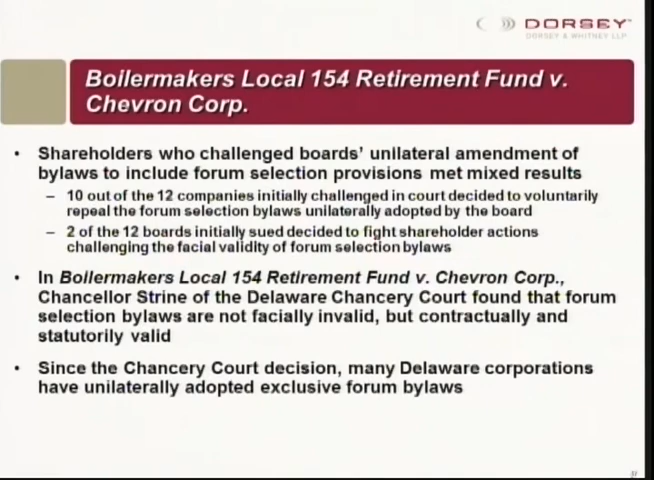 DORSEY™
DORSEY & WHITNEY LLP
Boilermakers Local 154 Retirement Fund v.
Chevron Corp.
• Shareholders who challenged boards' unilateral amendment of
bylaws to include forum selection provisions met mixed results
– 10 out of the 12 companies initially challenged in court decided to voluntarily
repeal the forum selection bylaws unilaterally adopted by the board
– 2 of the 12 boards initially sued decided to fight shareholder actions
challenging the facial validity of forum selection bylaws
• In Boilermakers Local 154 Retirement Fund v. Chevron Corp.,
Chancellor Strine of the Delaware Chancery Court found that forum
selection bylaws are not facially invalid, but contractually and
statutorily valid
• Since the Chancery Court decision, many Delaware corporations
have unilaterally adopted exclusive forum bylaws